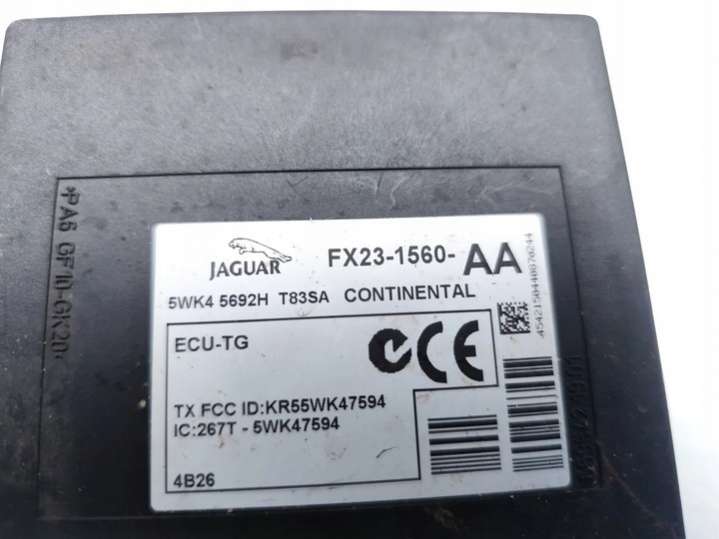 *PA6 GF10-GK20*
JAGUAR FX23-1560-AA
5WK4 5692H T83SA CONTINENTAL
ECU-TG
CE
TX FCC ID:KR55WK47594
IC:267T - 5WK47594
4B26